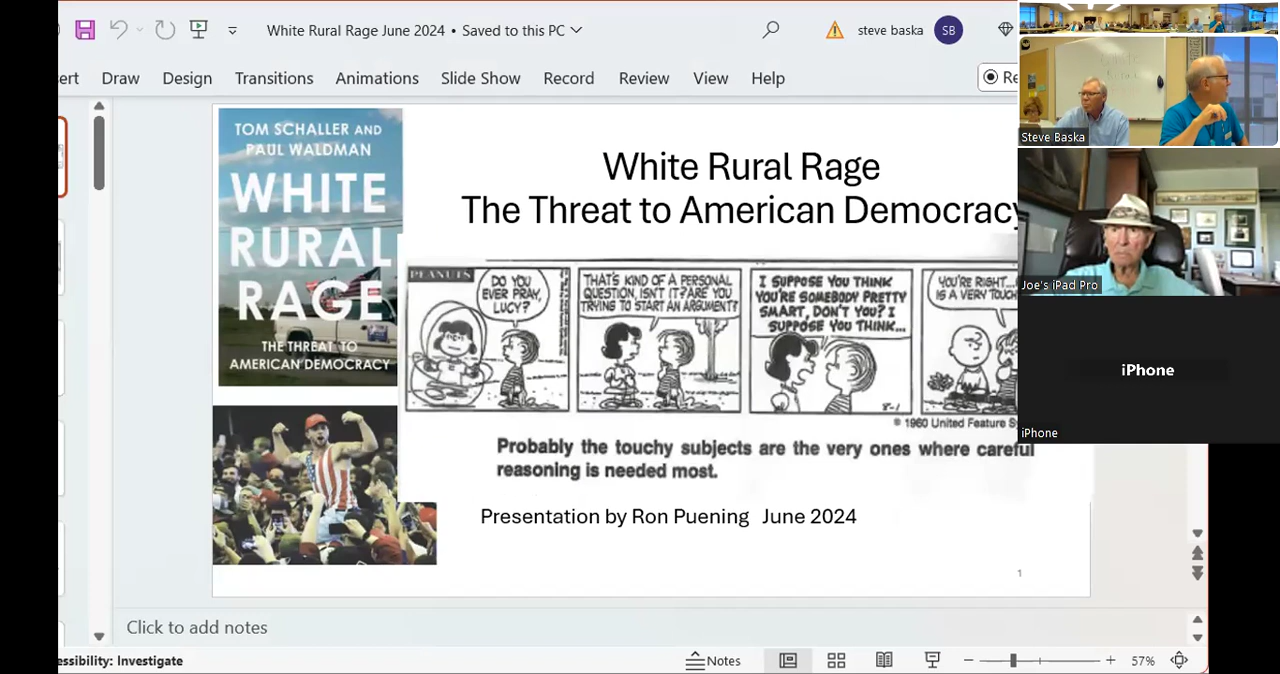 White Rural Rage June 2024 • Saved to this PC
steve baska
SB
Draw Design Transitions Animations Slide Show Record Review View Help
TOM SCHALLER AND
PAUL WALDMAN
WHITE
RURAL
RAGE
THE THREAT TO
AMERICAN DEMOCRACY
White Rural Rage
The Threat to American Democracy
PEANUTS
DO YOU
EVER PRAY,
LUCY?
THAT'S KIND OF A PERSONAL
QUESTION, ISN'T IT? ARE YOU
TRYING TO START AN ARGUMENT?
I SUPPOSE YOU THINK
YOU'RE SOMEBODY PRETTY
SMART, DON'T YOU? I
SUPPOSE YOU THINK...
YOU'RE RIGHT...
IS A VERY TOUCH
8-1
© 1960 United Feature Sy
Probably the touchy subjects are the very ones where careful
reasoning is needed most.
Presentation by Ron Puening June 2024
1
Steve Baska
Joe's iPad Pro
iPhone
iPhone
Click to add notes
essibility: Investigate
Notes
57%